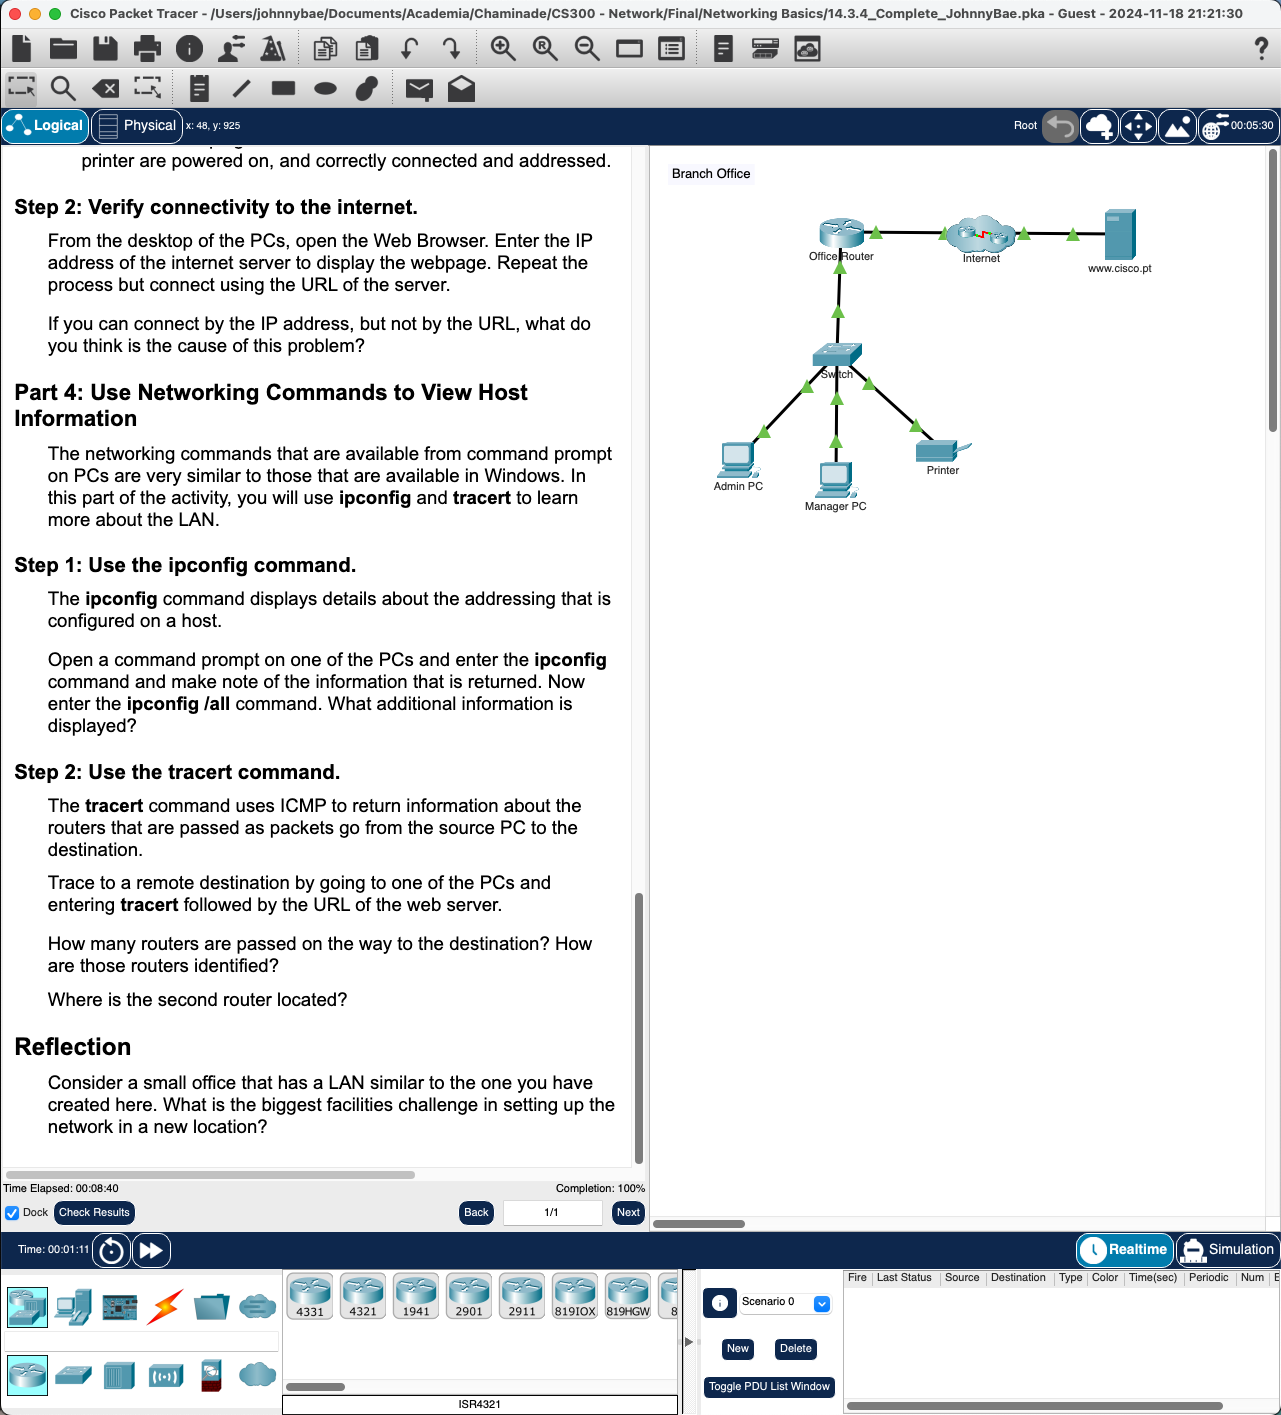 Cisco Packet Tracer - /Users/johnnybae/Documents/Academia/Chaminade/CS300 - Network/Final/Networking Basics/14.3.4_Complete_JohnnyBae.pka - Guest - 2024-11-18 21:21:30
Logical
Physical
x: 48, y: 925
Root
00:05:30
printer are powered on, and correctly connected and addressed.
Step 2: Verify connectivity to the internet.
From the desktop of the PCs, open the Web Browser. Enter the IP
address of the internet server to display the webpage. Repeat the
process but connect using the URL of the server.
If you can connect by the IP address, but not by the URL, what do
you think is the cause of this problem?
Part 4: Use Networking Commands to View Host
Information
The networking commands that are available from command prompt
on PCs are very similar to those that are available in Windows. In
this part of the activity, you will use ipconfig and tracert to learn
more about the LAN.
Step 1: Use the ipconfig command.
The ipconfig command displays details about the addressing that is
configured on a host.
Open a command prompt on one of the PCs and enter the ipconfig
command and make note of the information that is returned. Now
enter the ipconfig /all command. What additional information is
displayed?
Step 2: Use the tracert command.
The tracert command uses ICMP to return information about the
routers that are passed as packets go from the source PC to the
destination.
Trace to a remote destination by going to one of the PCs and
entering tracert followed by the URL of the web server.
How many routers are passed on the way to the destination? How
are those routers identified?
Where is the second router located?
Reflection
Consider a small office that has a LAN similar to the one you have
created here. What is the biggest facilities challenge in setting up the
network in a new location?
Time Elapsed: 00:08:40
Completion: 100%
Dock
Check Results
Back
1/1
Next
Branch Office
Office Router
Internet
www.cisco.pt
Switch
Admin PC
Manager PC
Printer
Time: 00:01:11
Realtime
Simulation
4331
4321
1941
2901
2911
819IOX
819HGW
8
ISR4321
Scenario 0
New
Delete
Toggle PDU List Window
Fire
Last Status
Source
Destination
Type
Color
Time(sec)
Periodic
Num
E